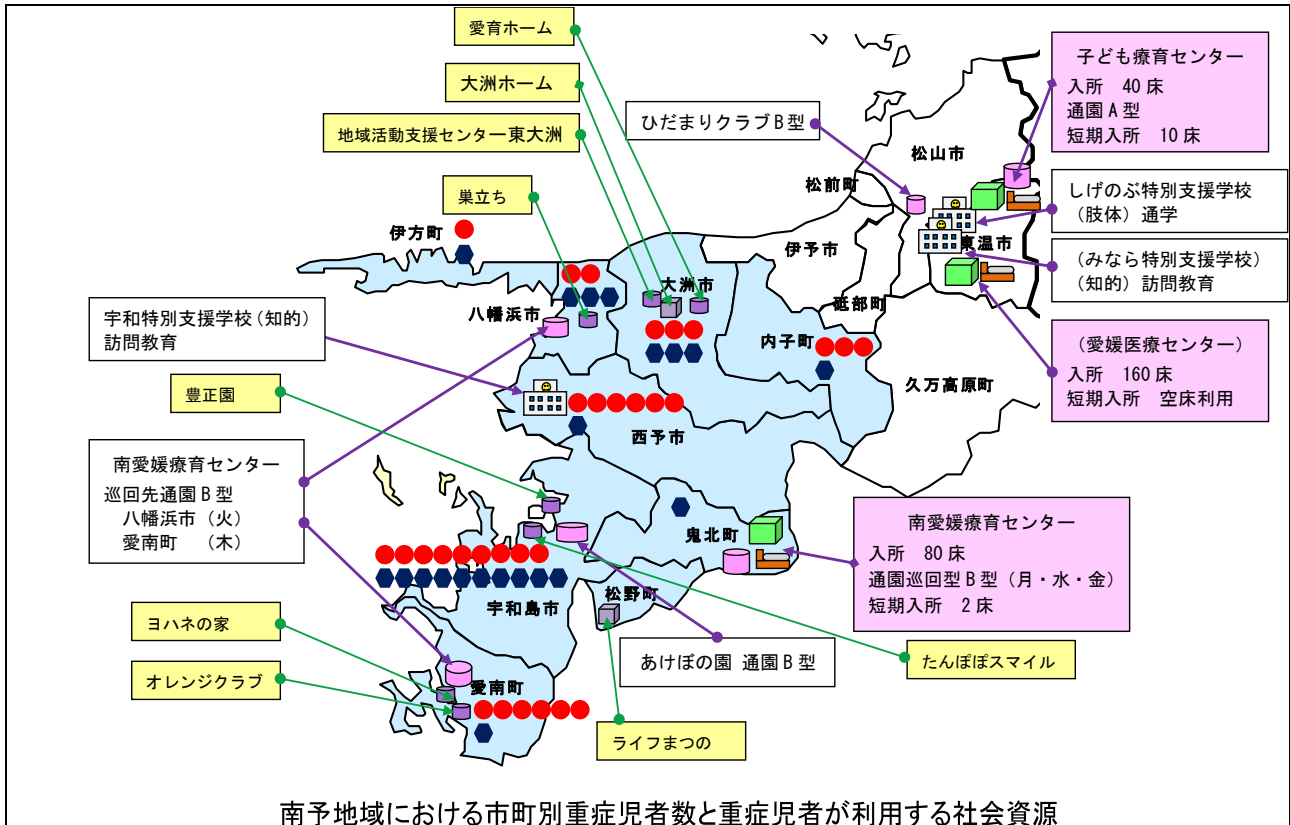 愛育ホーム
大洲ホーム
地域活動支援センター東大洲
巣立ち
ひだまりクラブB型
子ども療育センター
入所 40床
通園A型
短期入所 10床
松山市
松前町
しげのぶ特別支援学校
(肢体)通学
東温市
(みなら特別支援学校)
(知的)訪問教育
伊予市
砥部町
伊方町
大洲市
八幡浜市
内子町
久万高原町
(愛媛医療センター)
入所 160床
短期入所 空床利用
宇和特別支援学校(知的)
訪問教育
豊正園
西予市
南愛媛療育センター
巡回先通園B型
八幡浜市(火)
愛南町 (木)
鬼北町
南愛媛療育センター
入所 80床
通園巡回型B型(月・水・金)
短期入所 2床
松野町
宇和島市
ヨハネの家
あけぼの園 通園B型
たんぽぽスマイル
オレンジクラブ
愛南町
ライフまつの
南予地域における市町別重症児者数と重症児者が利用する社会資源